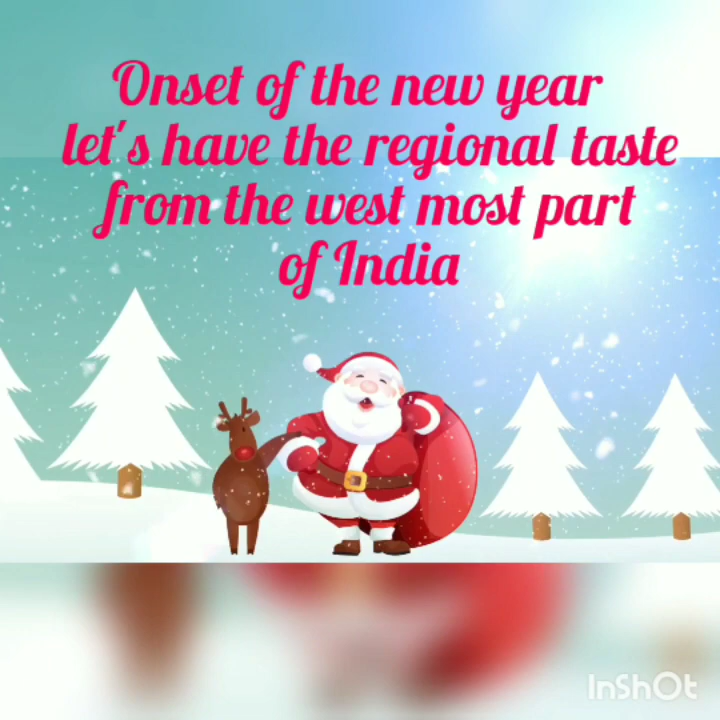 Onset of the new year
let's have the regional taste
from the west most part
of India
InShOt